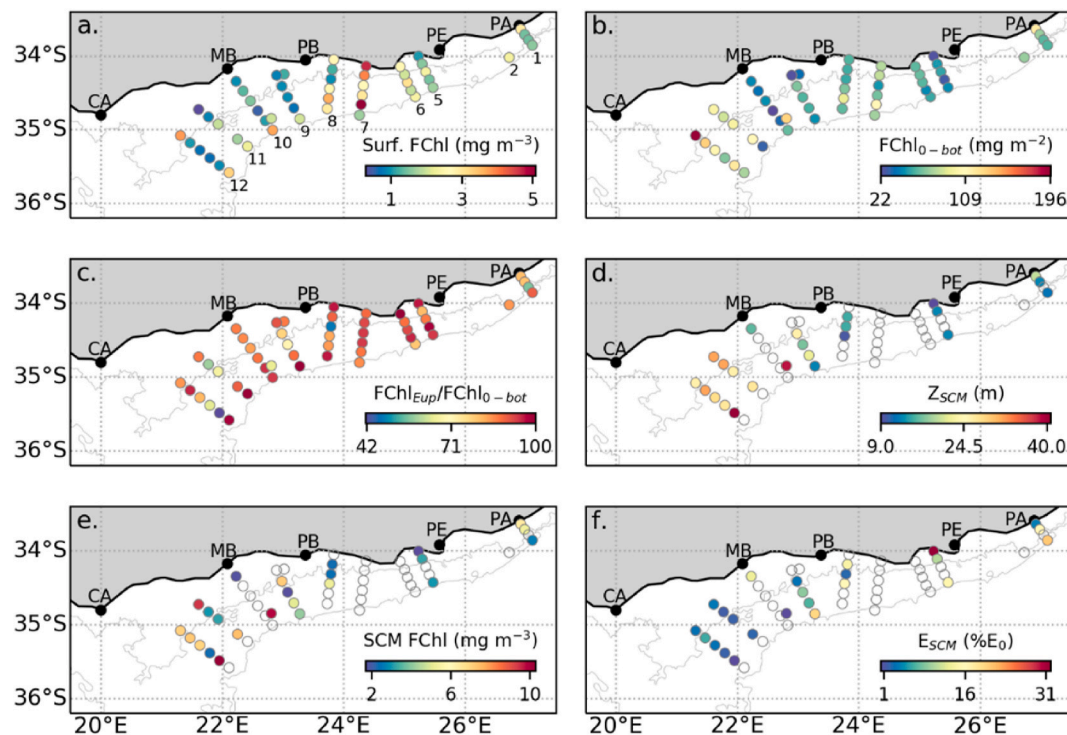 a.
CA
MB
PB
PE
PA
1
2
5
6
7
8
9
10
11
12
34°S
35°S
36°S
Surf. FChl (mg m⁻³)
1 3 5
b.
CA
MB
PB
PE
PA
FChl₀₋bot (mg m⁻²)
22 109 196
c.
CA
MB
PB
PE
PA
34°S
35°S
36°S
FChl_Eup/FChl₀₋bot
42 71 100
d.
CA
MB
PB
PE
PA
Z_SCM (m)
9.0 24.5 40.0
e.
CA
MB
PB
PE
PA
34°S
35°S
36°S
SCM FChl (mg m⁻³)
2 6 10
20°E 22°E 24°E 26°E
f.
CA
MB
PB
PE
PA
E_SCM (%E₀)
1 16 31
20°E 22°E 24°E 26°E